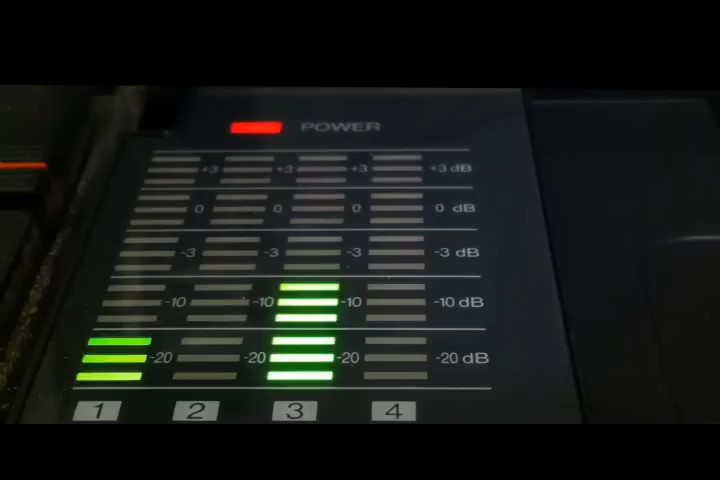 POWER
+3 +3 +3 +3 dB
0 0 0 0 dB
-3 -3 -3 -3 dB
-10 -10 -10 -10 dB
-20 -20 -20 -20 dB
1 2 3 4